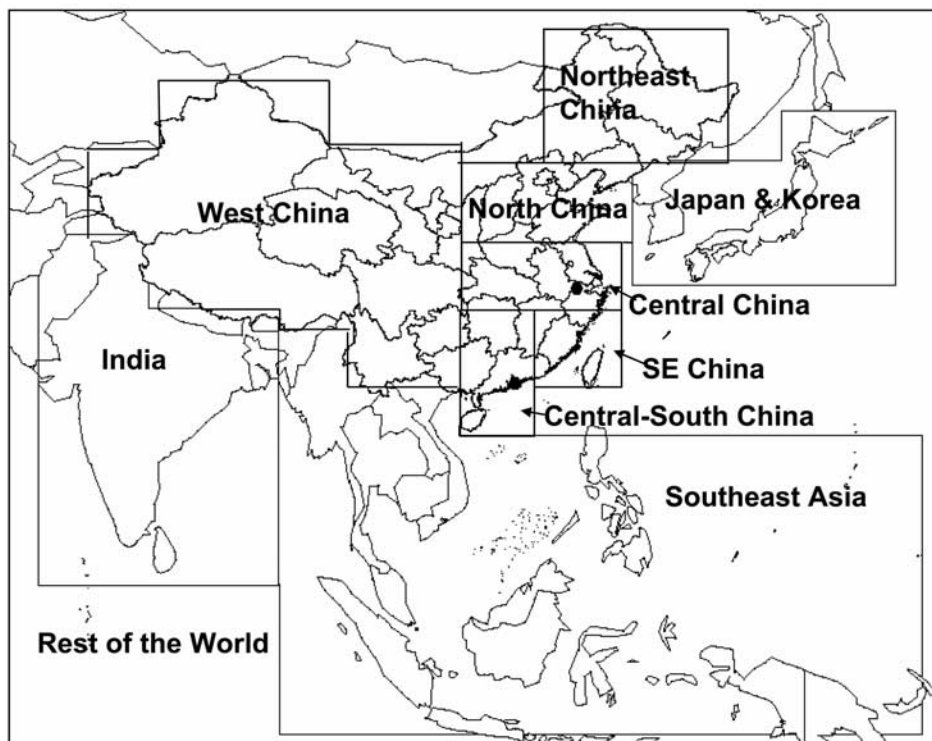 Northeast
China
West China
North China
Japan & Korea
Central China
India
SE China
Central-South China
Southeast Asia
Rest of the World